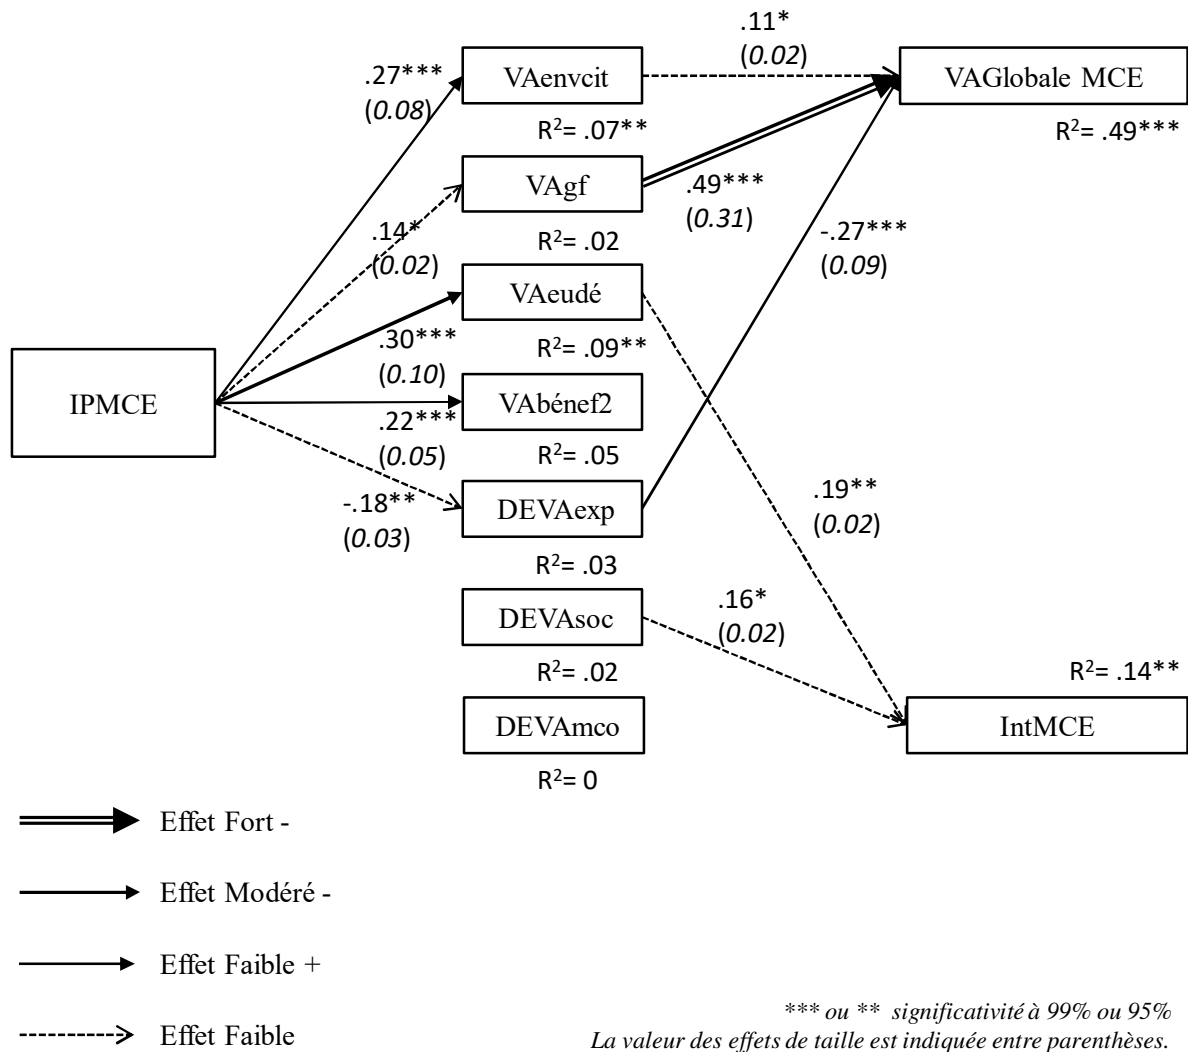 .11*
(0.02)
.27***
(0.08)
VAenvcit
VAGlobale MCE
R²= .07**
R²= .49***
VAgf
.49***
(0.31)
.14*
(0.02)
R²= .02
-.27***
(0.09)
VAeudé
.30***
(0.10)
R²= .09**
IPMCE
VAbénef2
.22***
(0.05)
R²= .05
-.18**
(0.03)
DEVAexp
.19**
(0.02)
R²= .03
DEVAsoc
.16*
(0.02)
R²= .02
R²= .14**
DEVAmco
IntMCE
R²= 0
Effet Fort -
Effet Modéré -
Effet Faible +
Effet Faible
*** ou ** significativité à 99% ou 95%
La valeur des effets de taille est indiquée entre parenthèses.